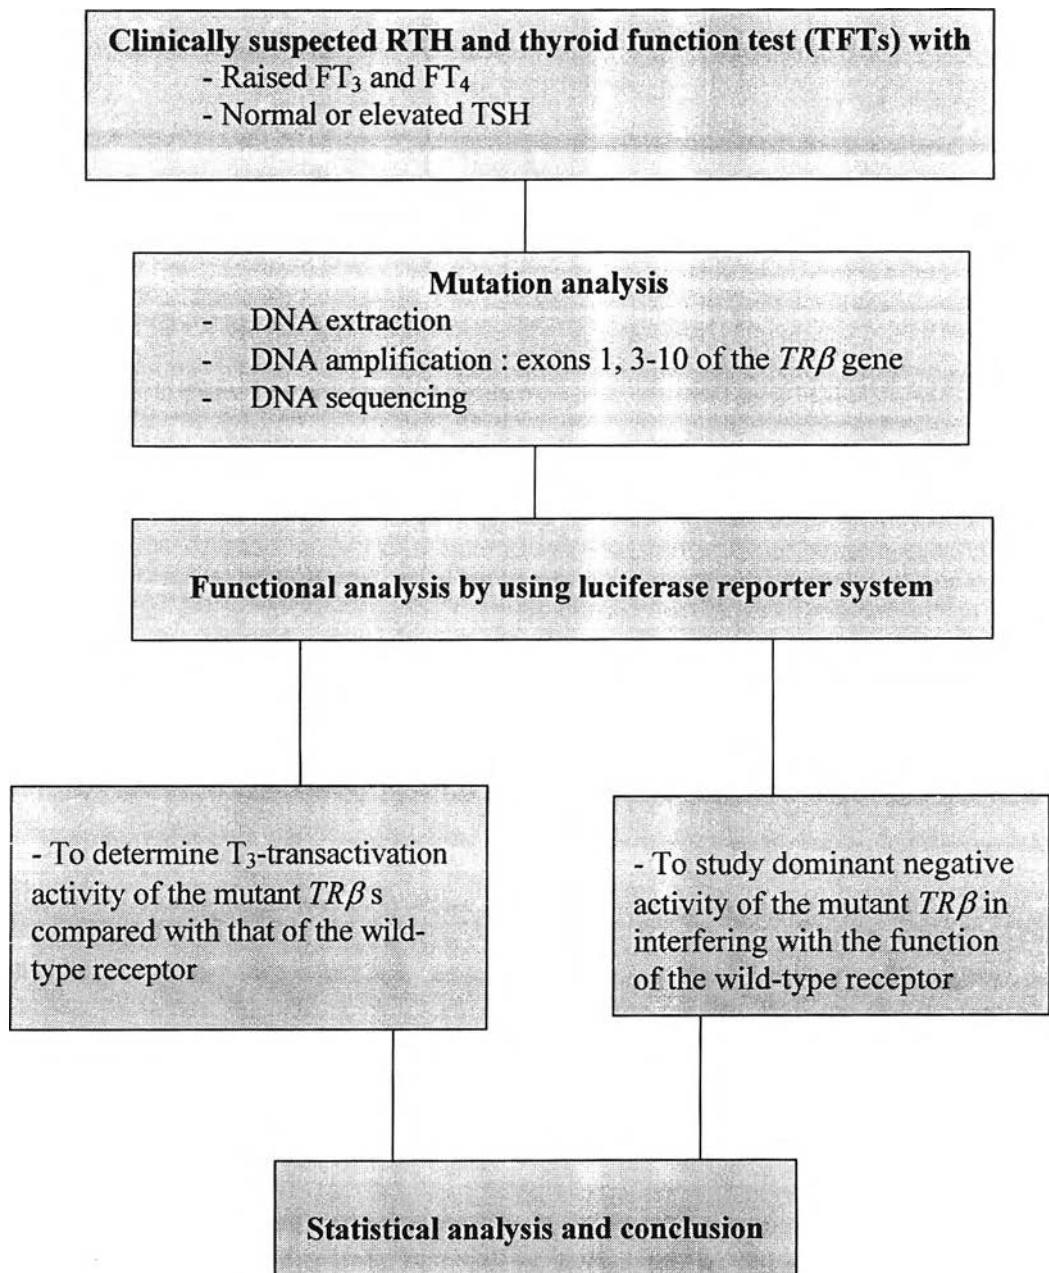 Clinically suspected RTH and thyroid function test (TFTs) with
- Raised FT₃ and FT₄
- Normal or elevated TSH
Mutation analysis
- DNA extraction
- DNA amplification : exons 1, 3-10 of the TRβ gene
- DNA sequencing
Functional analysis by using luciferase reporter system
- To determine T₃-transactivation
activity of the mutant TRβ s
compared with that of the wild-
type receptor
- To study dominant negative
activity of the mutant TRβ in
interfering with the function
of the wild-type receptor
Statistical analysis and conclusion